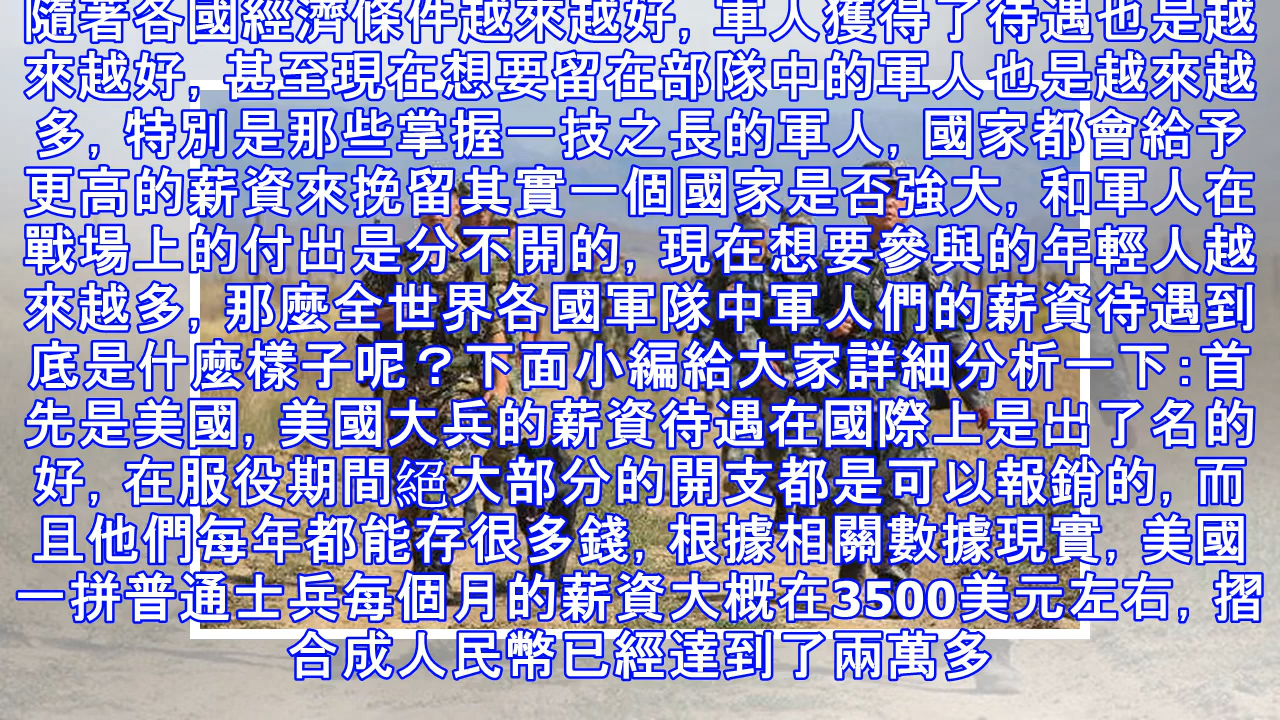 隨著各國經濟條件越來越好, 軍人獲得了待遇也是越
來越好, 甚至現在想要留在部隊中的軍人也是越來越
多, 特別是那些掌握一技之長的軍人, 國家都會給予
更高的薪資來挽留其實一個國家是否強大, 和軍人在
戰場上的付出是分不開的, 現在想要參與的年輕人越
來越多, 那麼全世界各國軍隊中軍人們的薪資待遇到
底是什麼樣子呢？下面小編給大家詳細分析一下:首
先是美國, 美國大兵的薪資待遇在國際上是出了名的
好, 在服役期間絕大部分的開支都是可以報銷的, 而
且他們每年都能存很多錢, 根據相關數據現實, 美國
一拼普通士兵每個月的薪資大概在3500美元左右, 摺
合成人民幣已經達到了兩萬多